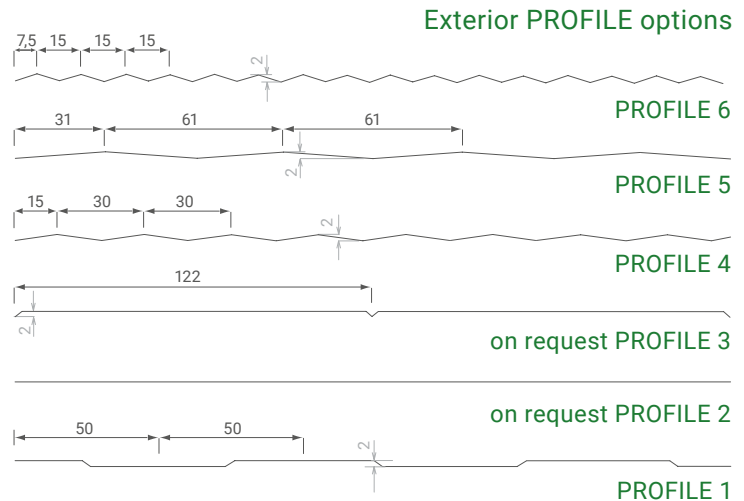 Exterior PROFILE options
7,5 15 15 15
2
PROFILE 6
31 61 61
2
PROFILE 5
15 30 30
2
PROFILE 4
122
2
on request PROFILE 3
on request PROFILE 2
50 50
2
PROFILE 1